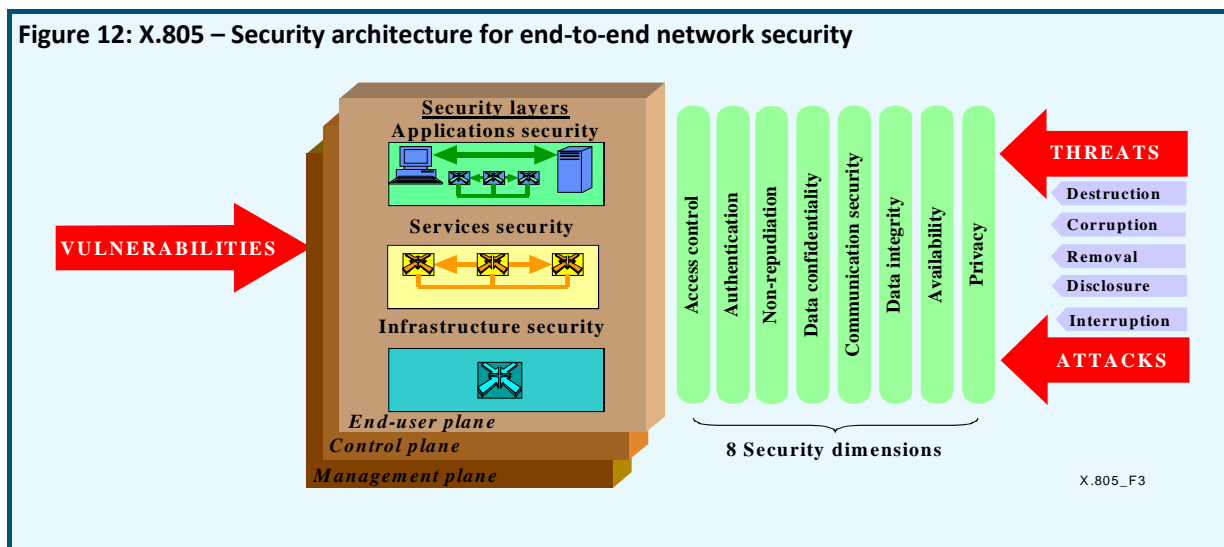 Figure 12: X.805 – Security architecture for end-to-end network security
Security layers
Applications security
Services security
Infrastructure security
End-user plane
Control plane
Management plane
VULNERABILITIES
Access control
Authentication
Non-repudiation
Data confidentiality
Communication security
Data integrity
Availability
Privacy
8 Security dimensions
THREATS
Destruction
Corruption
Removal
Disclosure
Interruption
ATTACKS
X.805_F3